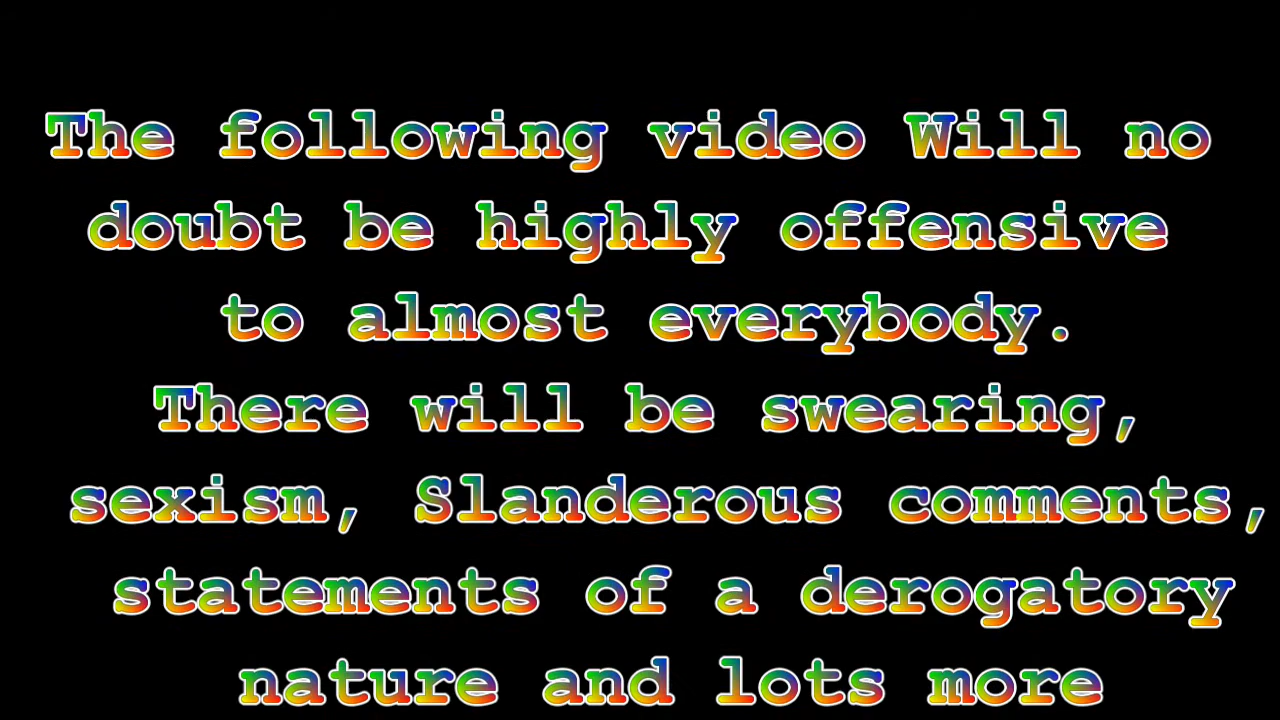 The following video Will no
doubt be highly offensive
to almost everybody.
There will be swearing,
sexism, Slanderous comments,
statements of a derogatory
nature and lots more